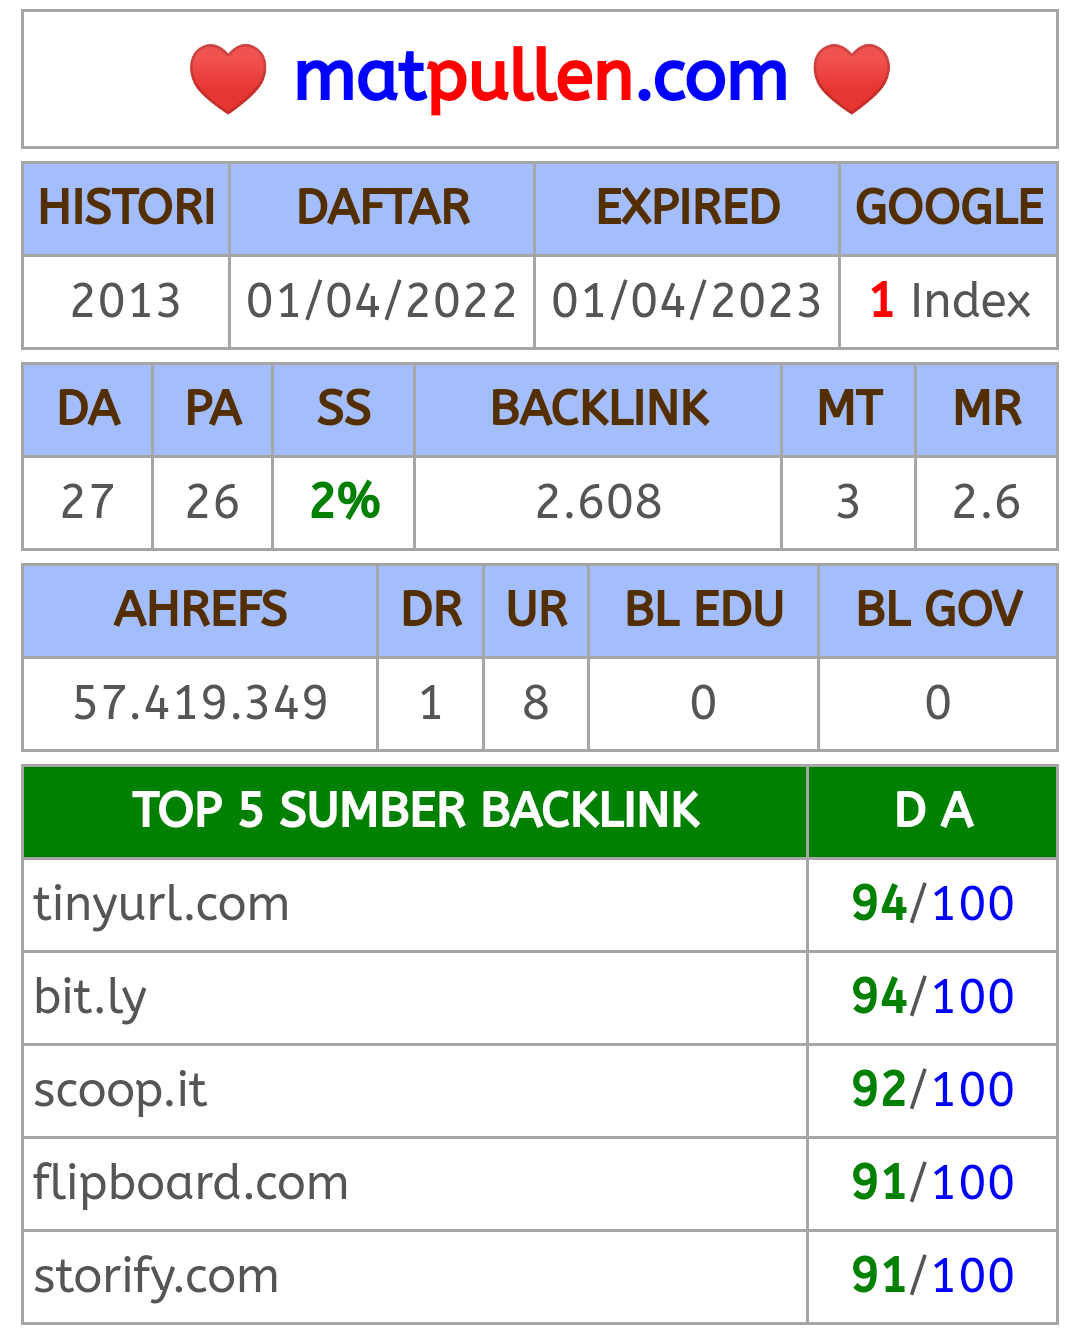 ❤️ matpullen.com ❤️
HISTORI DAFTAR EXPIRED GOOGLE
2013 01/04/2022 01/04/2023 1 Index
DA PA SS BACKLINK MT MR
27 26 2% 2.608 3 2.6
AHREFS DR UR BL EDU BL GOV
57.419.349 1 8 0 0
TOP 5 SUMBER BACKLINK D A
tinyurl.com 94/100
bit.ly 94/100
scoop.it 92/100
flipboard.com 91/100
storify.com 91/100